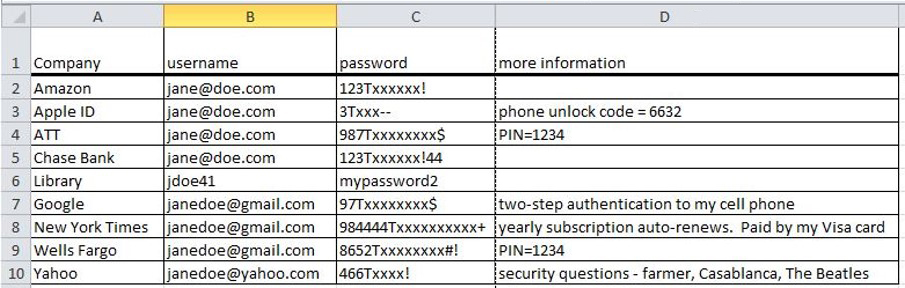 A B C D
1 Company username password more information
2 Amazon jane@doe.com 123Txxxxxx!
3 Apple ID jane@doe.com 3Txxx-- phone unlock code = 6632
4 ATT jane@doe.com 987Txxxxxxxx$ PIN=1234
5 Chase Bank jane@doe.com 123Txxxxxx!44
6 Library jdoe41 mypassword2
7 Google janedoe@gmail.com 97Txxxxxxxx$ two-step authentication to my cell phone
8 New York Times janedoe@gmail.com 984444Txxxxxxxxxx+ yearly subscription auto-renews. Paid by my Visa card
9 Wells Fargo janedoe@gmail.com 8652Txxxxxxxx#! PIN=1234
10 Yahoo janedoe@yahoo.com 466Txxxx! security questions - farmer, Casablanca, The Beatles